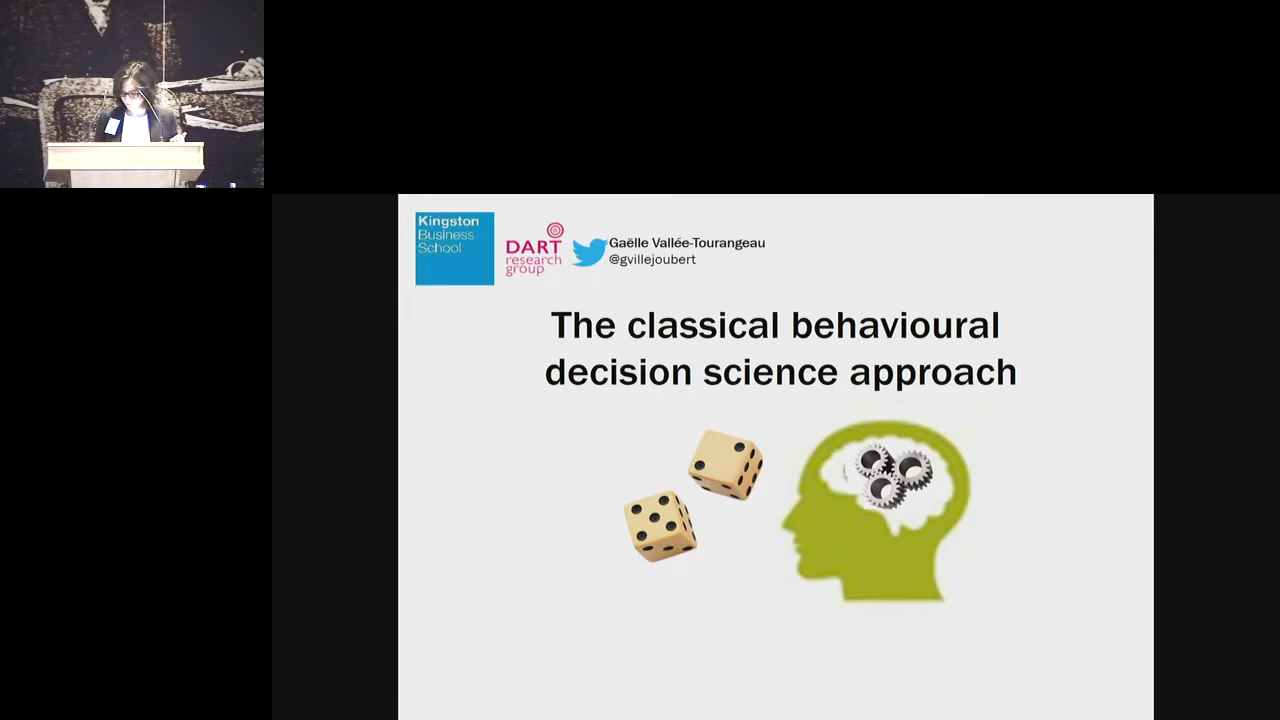 Kingston
Business
School
DART
research
group
Gaëlle Vallée-Tourangeau
@gvillejoubert
The classical behavioural
decision science approach